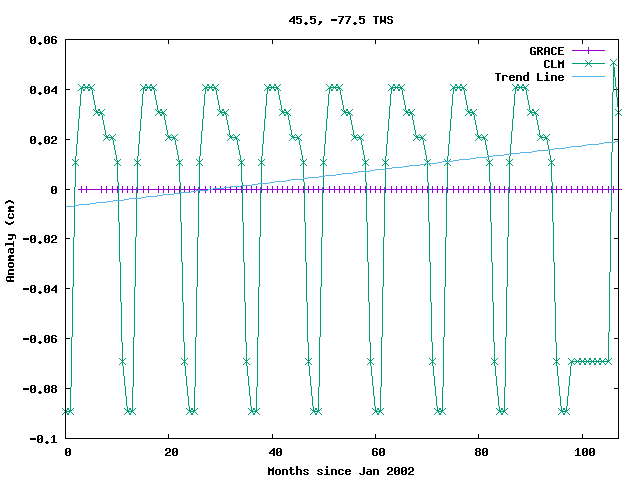 45.5, -77.5 TWS
GRACE
CLM
Trend Line
0.06
0.04
0.02
0
-0.02
-0.04
-0.06
-0.08
-0.1
Anomaly (cm)
0 20 40 60 80 100
Months since Jan 2002